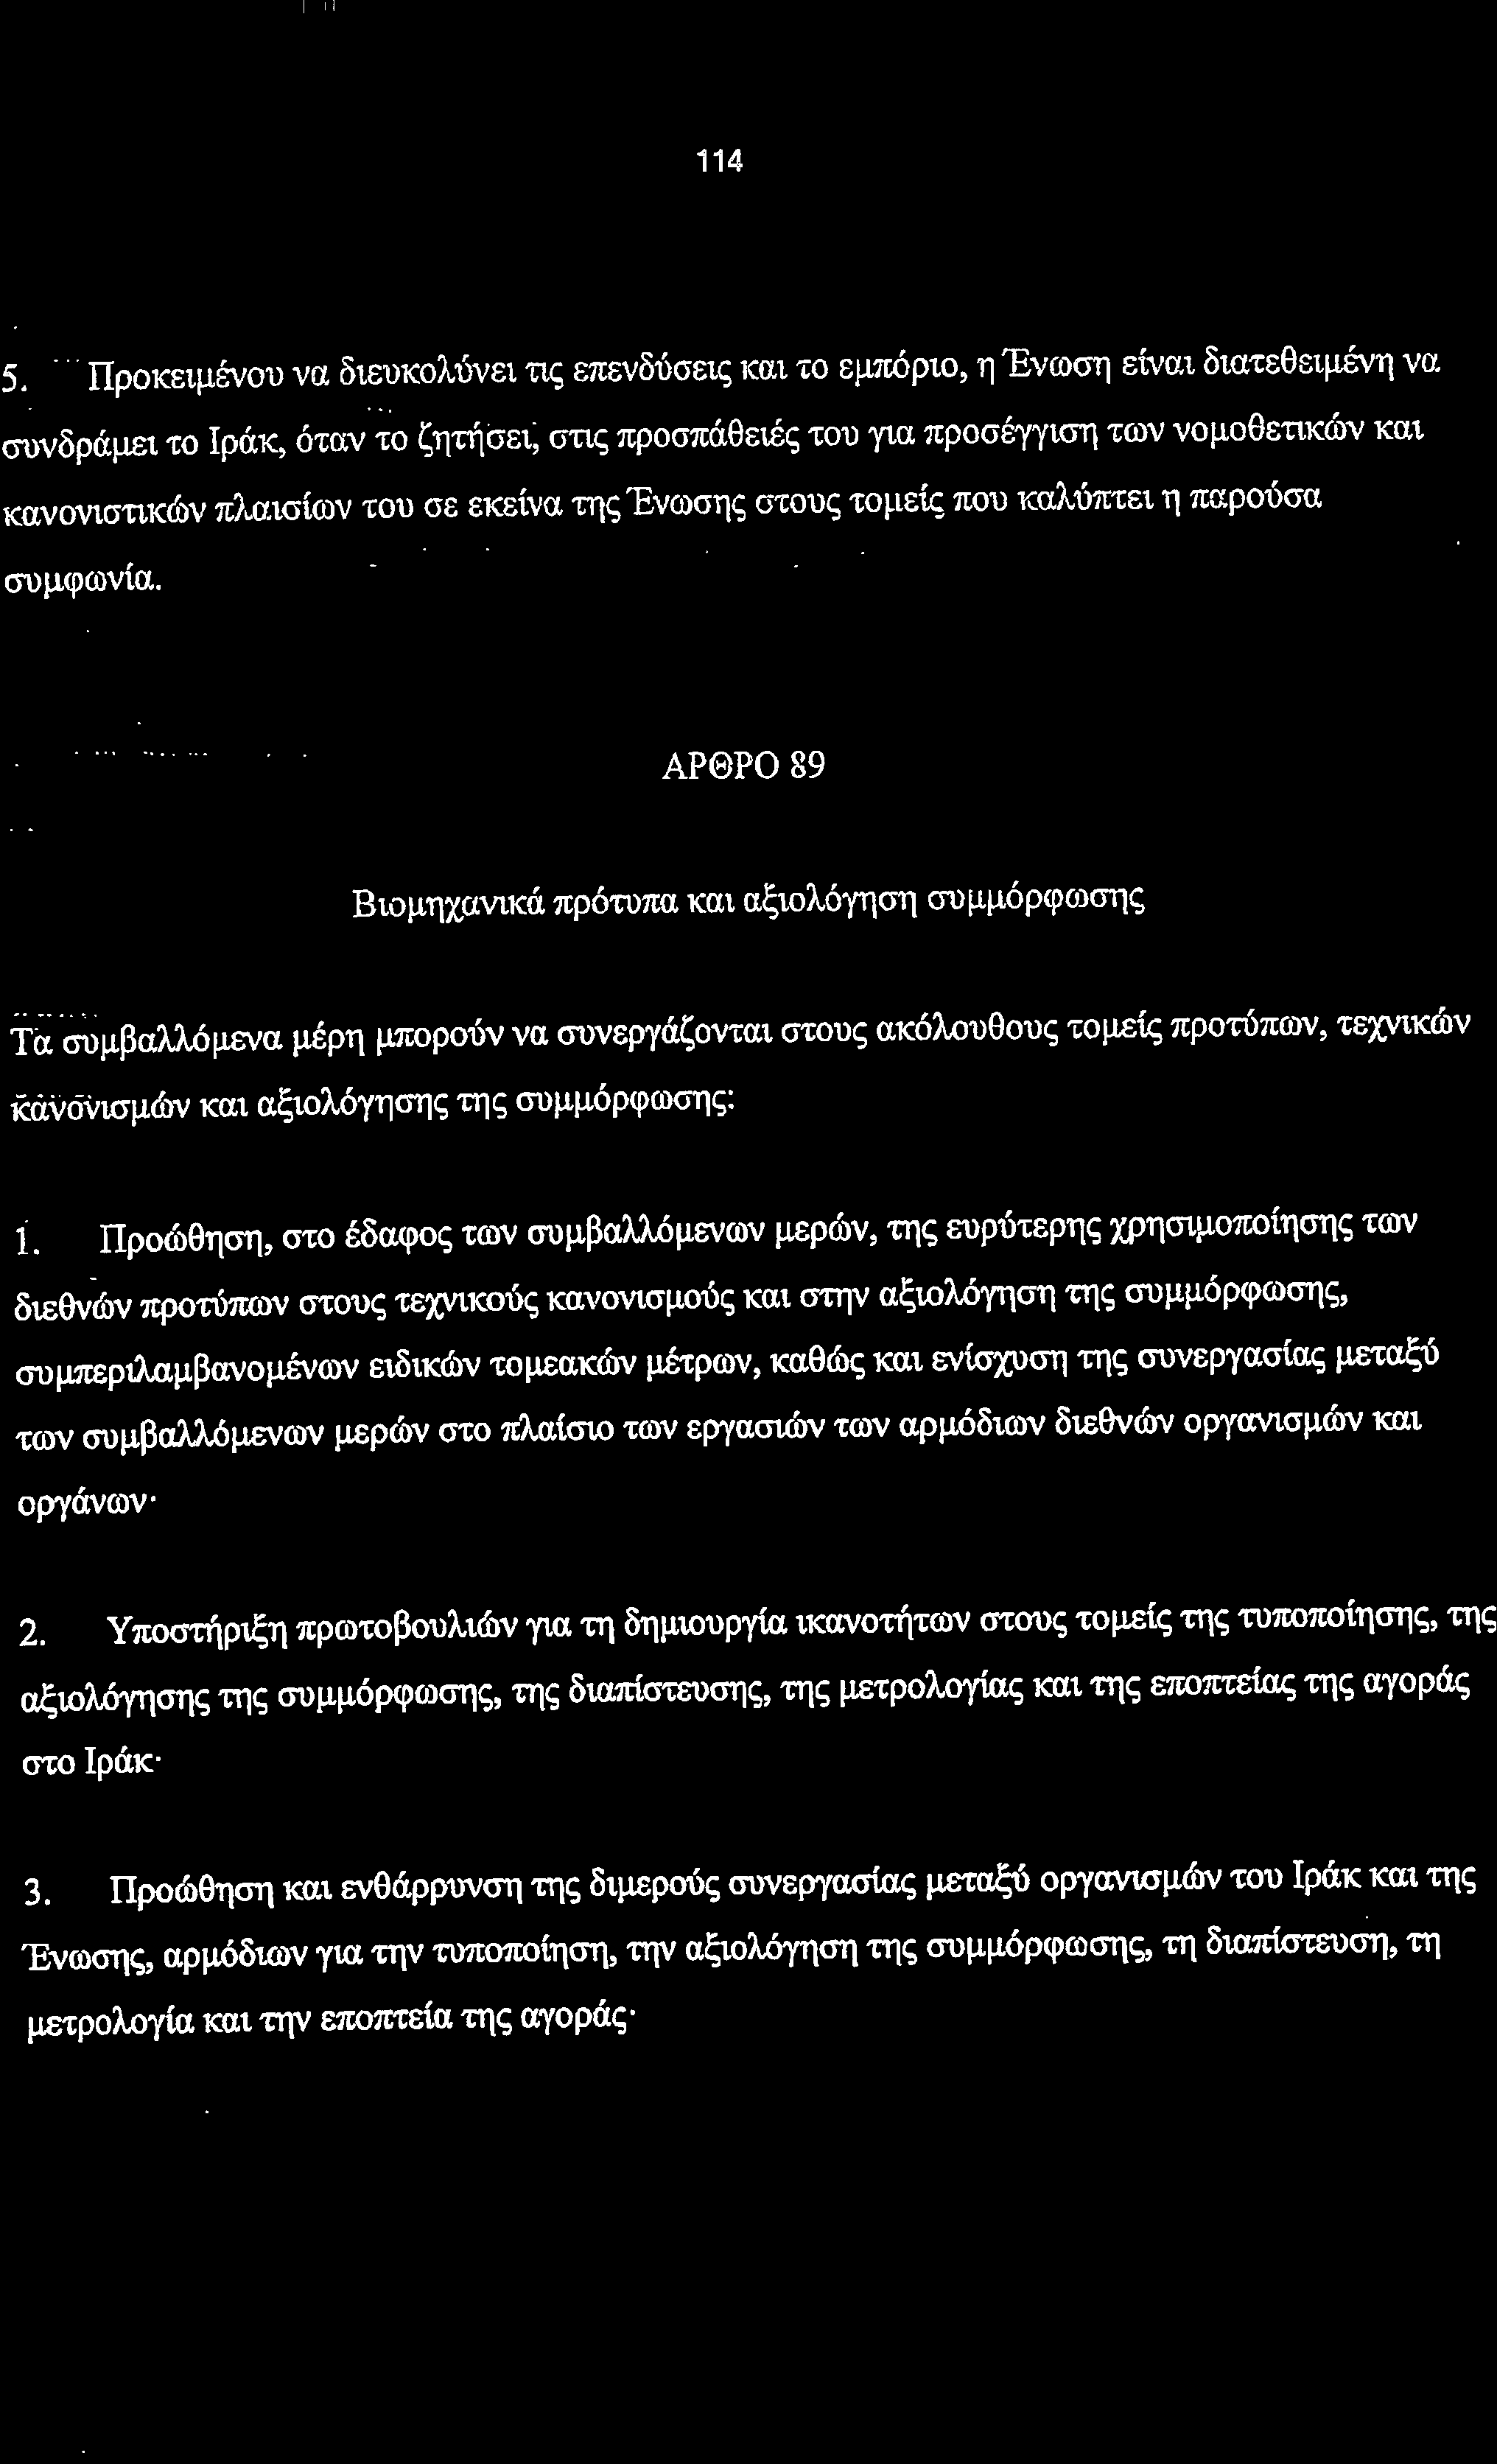 114
5. Προκειμένου να διευκολύνει τις επενδύσεις και το εμπόριο, η Ένωση είναι διατεθειμένη να
συνδράμει το Ιράκ, όταν το ζητήσει, στις προσπάθειές του για προσέγγιση των νομοθετικών και
κανονιστικών πλαισίων του σε εκείνα της Ένωσης στους τομείς που καλύπτει η παρούσα
συμφωνία.
ΑΡΘΡΟ 89
Βιομηχανικά πρότυπα και αξιολόγηση συμμόρφωσης
Τα συμβαλλόμενα μέρη μπορούν να συνεργάζονται στους ακόλουθους τομείς προτύπων, τεχνικών
κανονισμών και αξιολόγησης της συμμόρφωσης:
1. Προώθηση, στο έδαφος των συμβαλλόμενων μερών, της ευρύτερης χρησιμοποίησης των
διεθνών προτύπων στους τεχνικούς κανονισμούς και στην αξιολόγηση της συμμόρφωσης,
συμπεριλαμβανομένων ειδικών τομεακών μέτρων, καθώς και ενίσχυση της συνεργασίας μεταξύ
των συμβαλλόμενων μερών στο πλαίσιο των εργασιών των αρμόδιων διεθνών οργανισμών και
οργάνων·
2. Υποστήριξη πρωτοβουλιών για τη δημιουργία ικανοτήτων στους τομείς της τυποποίησης, της
αξιολόγησης της συμμόρφωσης, της διαπίστευσης, της μετρολογίας και της εποπτείας της αγοράς
στο Ιράκ·
3. Προώθηση και ενθάρρυνση της διμερούς συνεργασίας μεταξύ οργανισμών του Ιράκ και της
Ένωσης, αρμόδιων για την τυποποίηση, την αξιολόγηση της συμμόρφωσης, τη διαπίστευση, τη
μετρολογία και την εποπτεία της αγοράς·